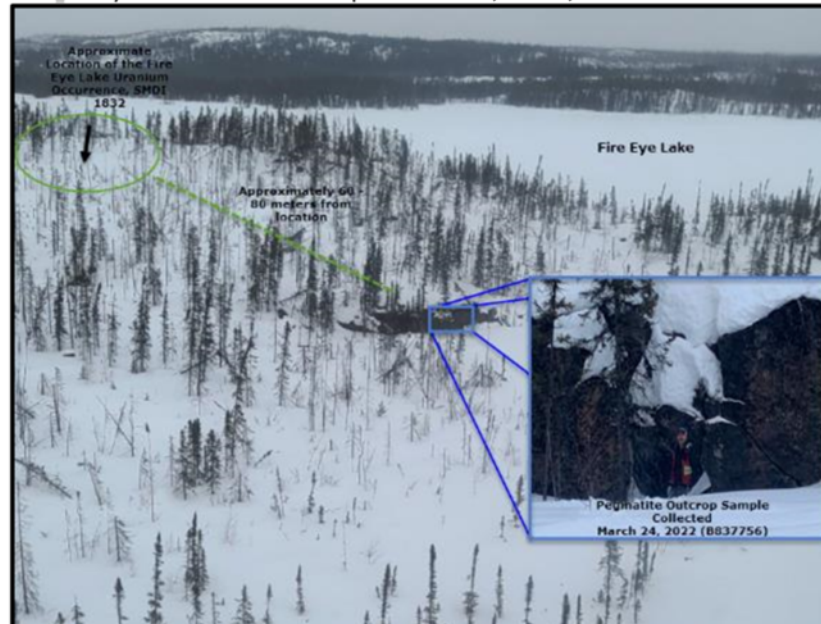 Approximate
Location of the Fire
Eye Lake Uranium
Occurrence, SMDI
1832
Fire Eye Lake
Approximately 60 -
80 meters from
location
Pegmatite Outcrop Sample
Collected
March 24, 2022 (B837756)